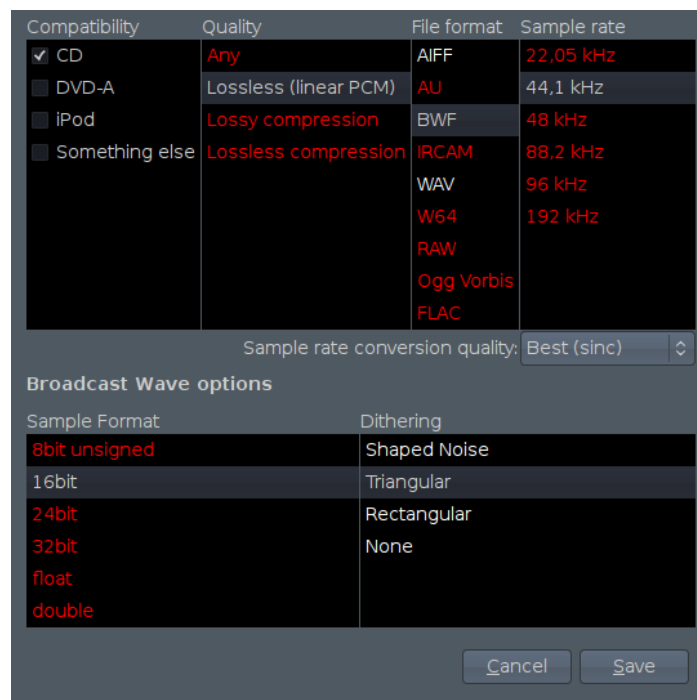 Compatibility Quality File format Sample rate
CD Any AIFF 22,05 kHz
DVD-A Lossless (linear PCM) AU 44,1 kHz
iPod Lossy compression BWF 48 kHz
Something else Lossless compression IRCAM 88,2 kHz
WAV 96 kHz
W64 192 kHz
RAW
Ogg Vorbis
FLAC
Sample rate conversion quality: Best (sinc)
Broadcast Wave options
Sample Format Dithering
8bit unsigned Shaped Noise
16bit Triangular
24bit Rectangular
32bit None
float
double
Cancel Save